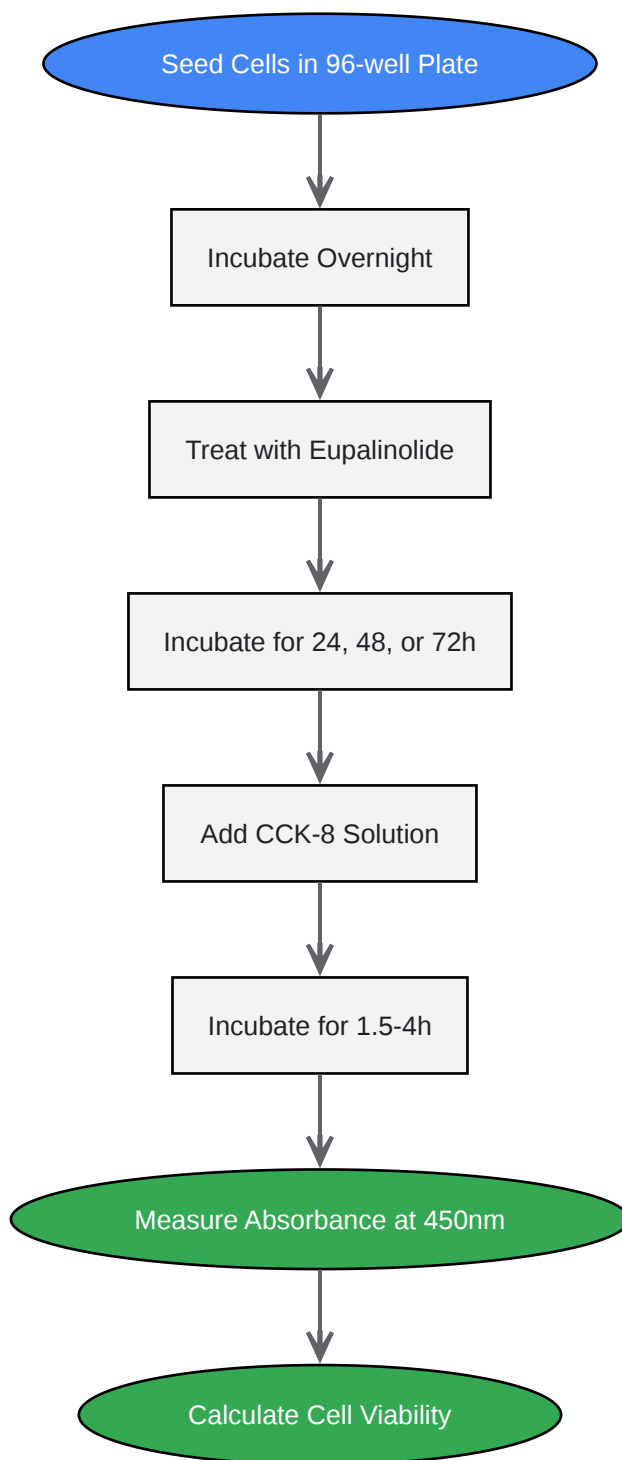 Seed Cells in 96-well Plate
Incubate Overnight
Treat with Eupalinolide
Incubate for 24, 48, or 72h
Add CCK-8 Solution
Incubate for 1.5-4h
Measure Absorbance at 450nm
Calculate Cell Viability